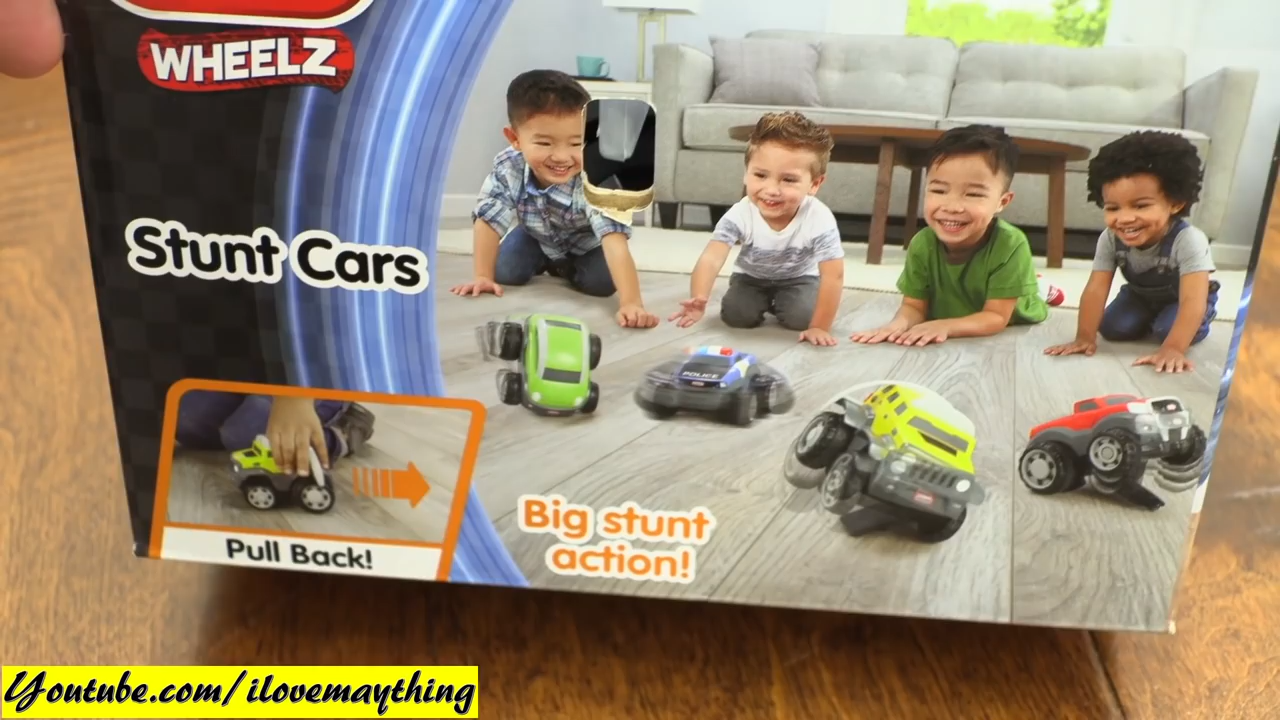 WHEELZ
Stunt Cars
POLICE
Big stunt
action!
Pull Back!
Youtube.com/ilovemaything